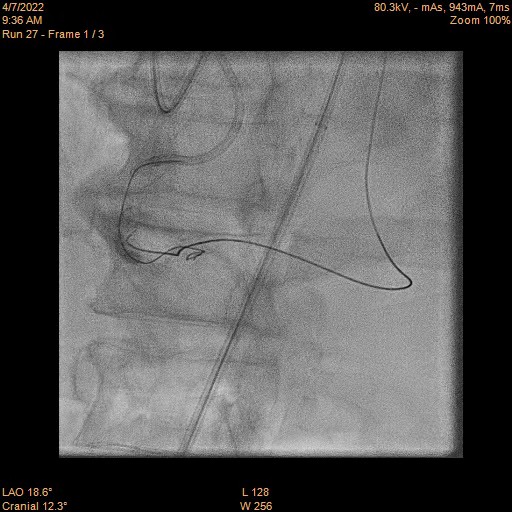 4/7/2022
9:36 AM
Run 27 - Frame 1 / 3
80.3kV, - mAs, 943mA, 7ms
Zoom 100%
LAO 18.6°
Cranial 12.3°
L 128
W 256